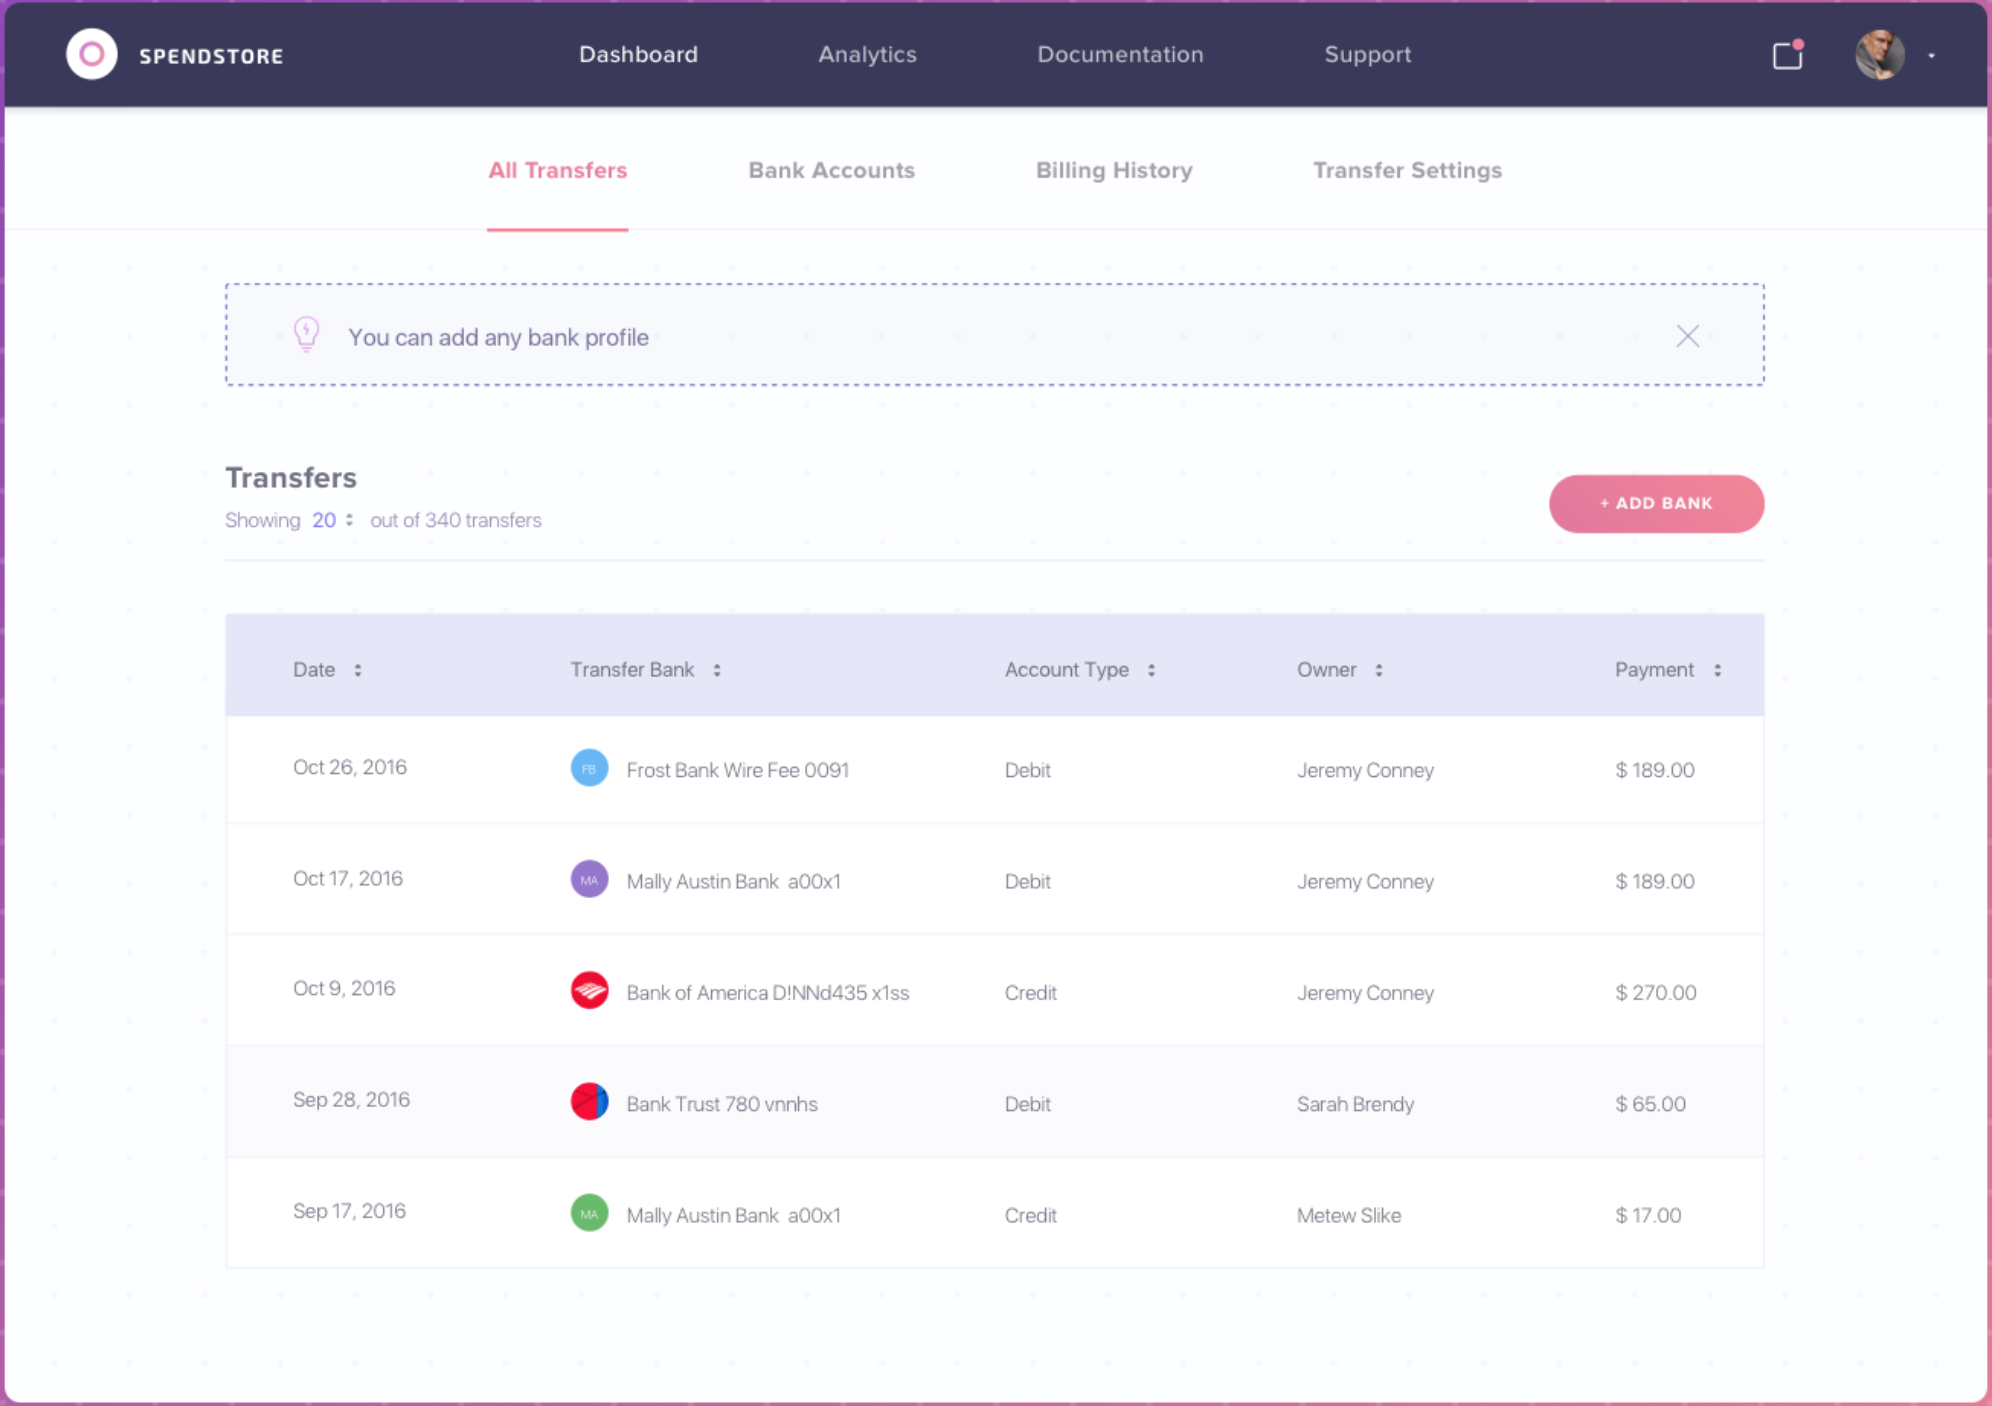 SPENDSTORE Dashboard Analytics Documentation Support
All Transfers Bank Accounts Billing History Transfer Settings
You can add any bank profile
Transfers
Showing 20 out of 340 transfers
+ ADD BANK
Date Transfer Bank Account Type Owner Payment
Oct 26, 2016 FB Frost Bank Wire Fee 0091 Debit Jeremy Conney $ 189.00
Oct 17, 2016 MA Mally Austin Bank a00x1 Debit Jeremy Conney $ 189.00
Oct 9, 2016 Bank of America D!NNd435 x1ss Credit Jeremy Conney $ 270.00
Sep 28, 2016 Bank Trust 780 vnnhs Debit Sarah Brendy $ 65.00
Sep 17, 2016 MA Mally Austin Bank a00x1 Credit Metew Slike $ 17.00